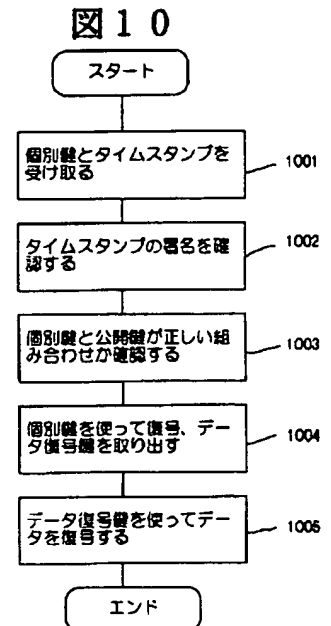 図１０
スタート
個別鍵とタイムスタンプを
受け取る
1001
タイムスタンプの署名を確
認する
1002
個別鍵と公開鍵が正しい組
み合わせか確認する
1003
個別鍵を使って復号、デー
タ復号鍵を取り出す
1004
データ復号鍵を使ってデー
タを復号する
1005
エンド